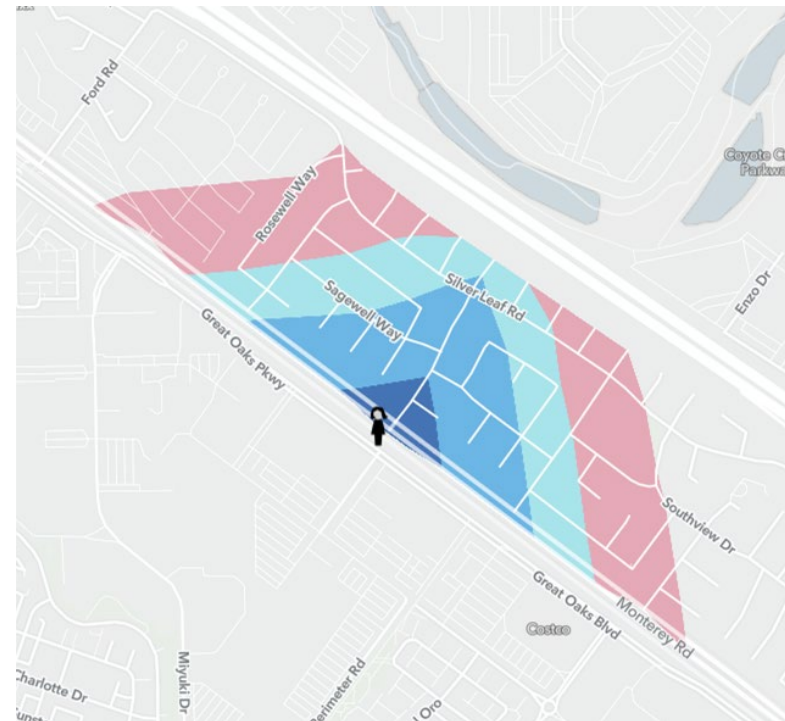 Ford Rd
Coyote C
Parkwa
Rosewell Way
Silver Leaf Rd
Enzo Dr
Sagewell Way
Great Oaks Pkwy
Southview Dr
Great Oaks Blvd
Monterey Rd
Costco
Miyuki Dr
Perimeter Rd
Charlotte Dr
Oro